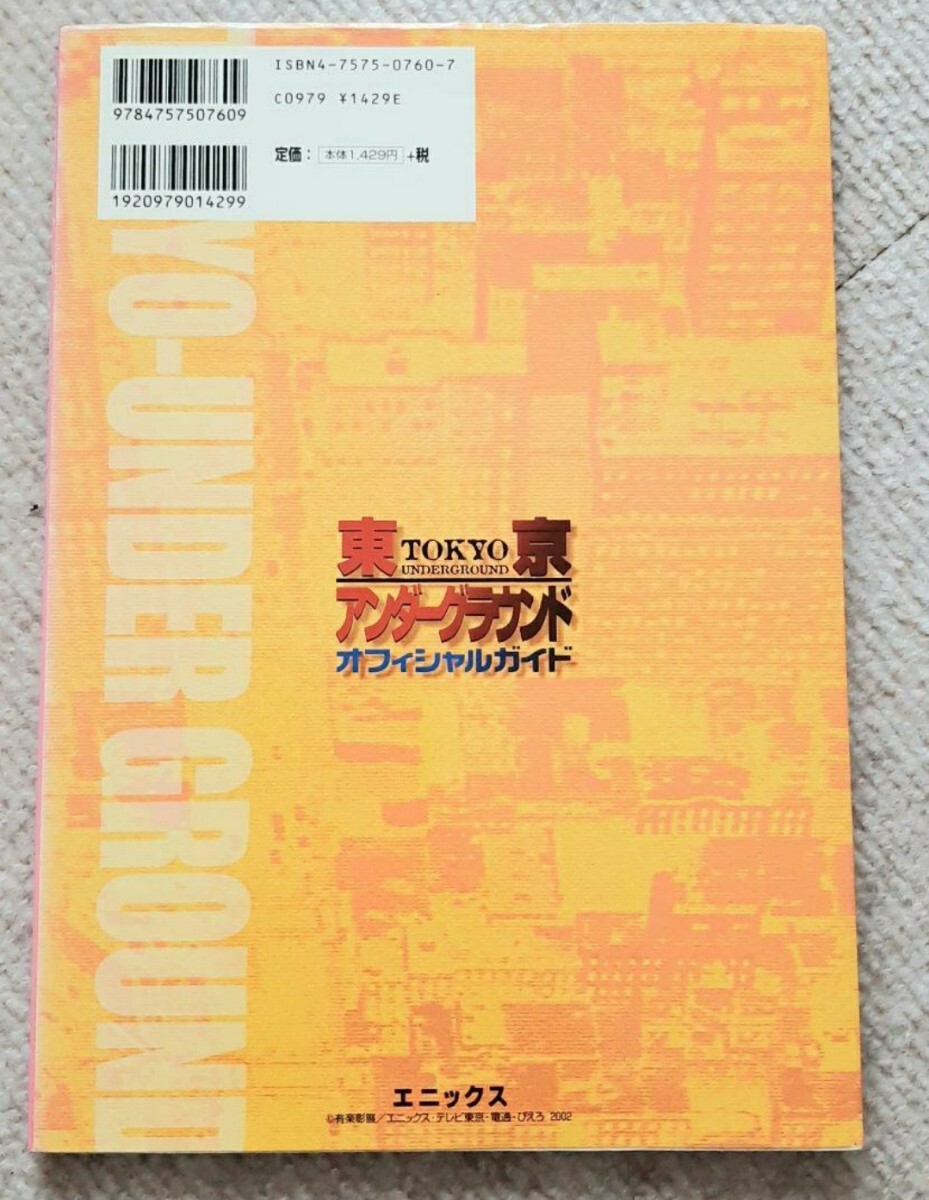 ISBN4-7575-0760-7
C0979 ¥1429E
9784757507609
定価： 本体1,429円 +税
1920979014299
YO-UNDER GROUND
東 TOKYO 京
UNDERGROUND
アンダーグラウンド
オフィシャルガイド
エニックス
©有楽彰展／エニックス・テレビ東京・電通・ぴえろ 2002